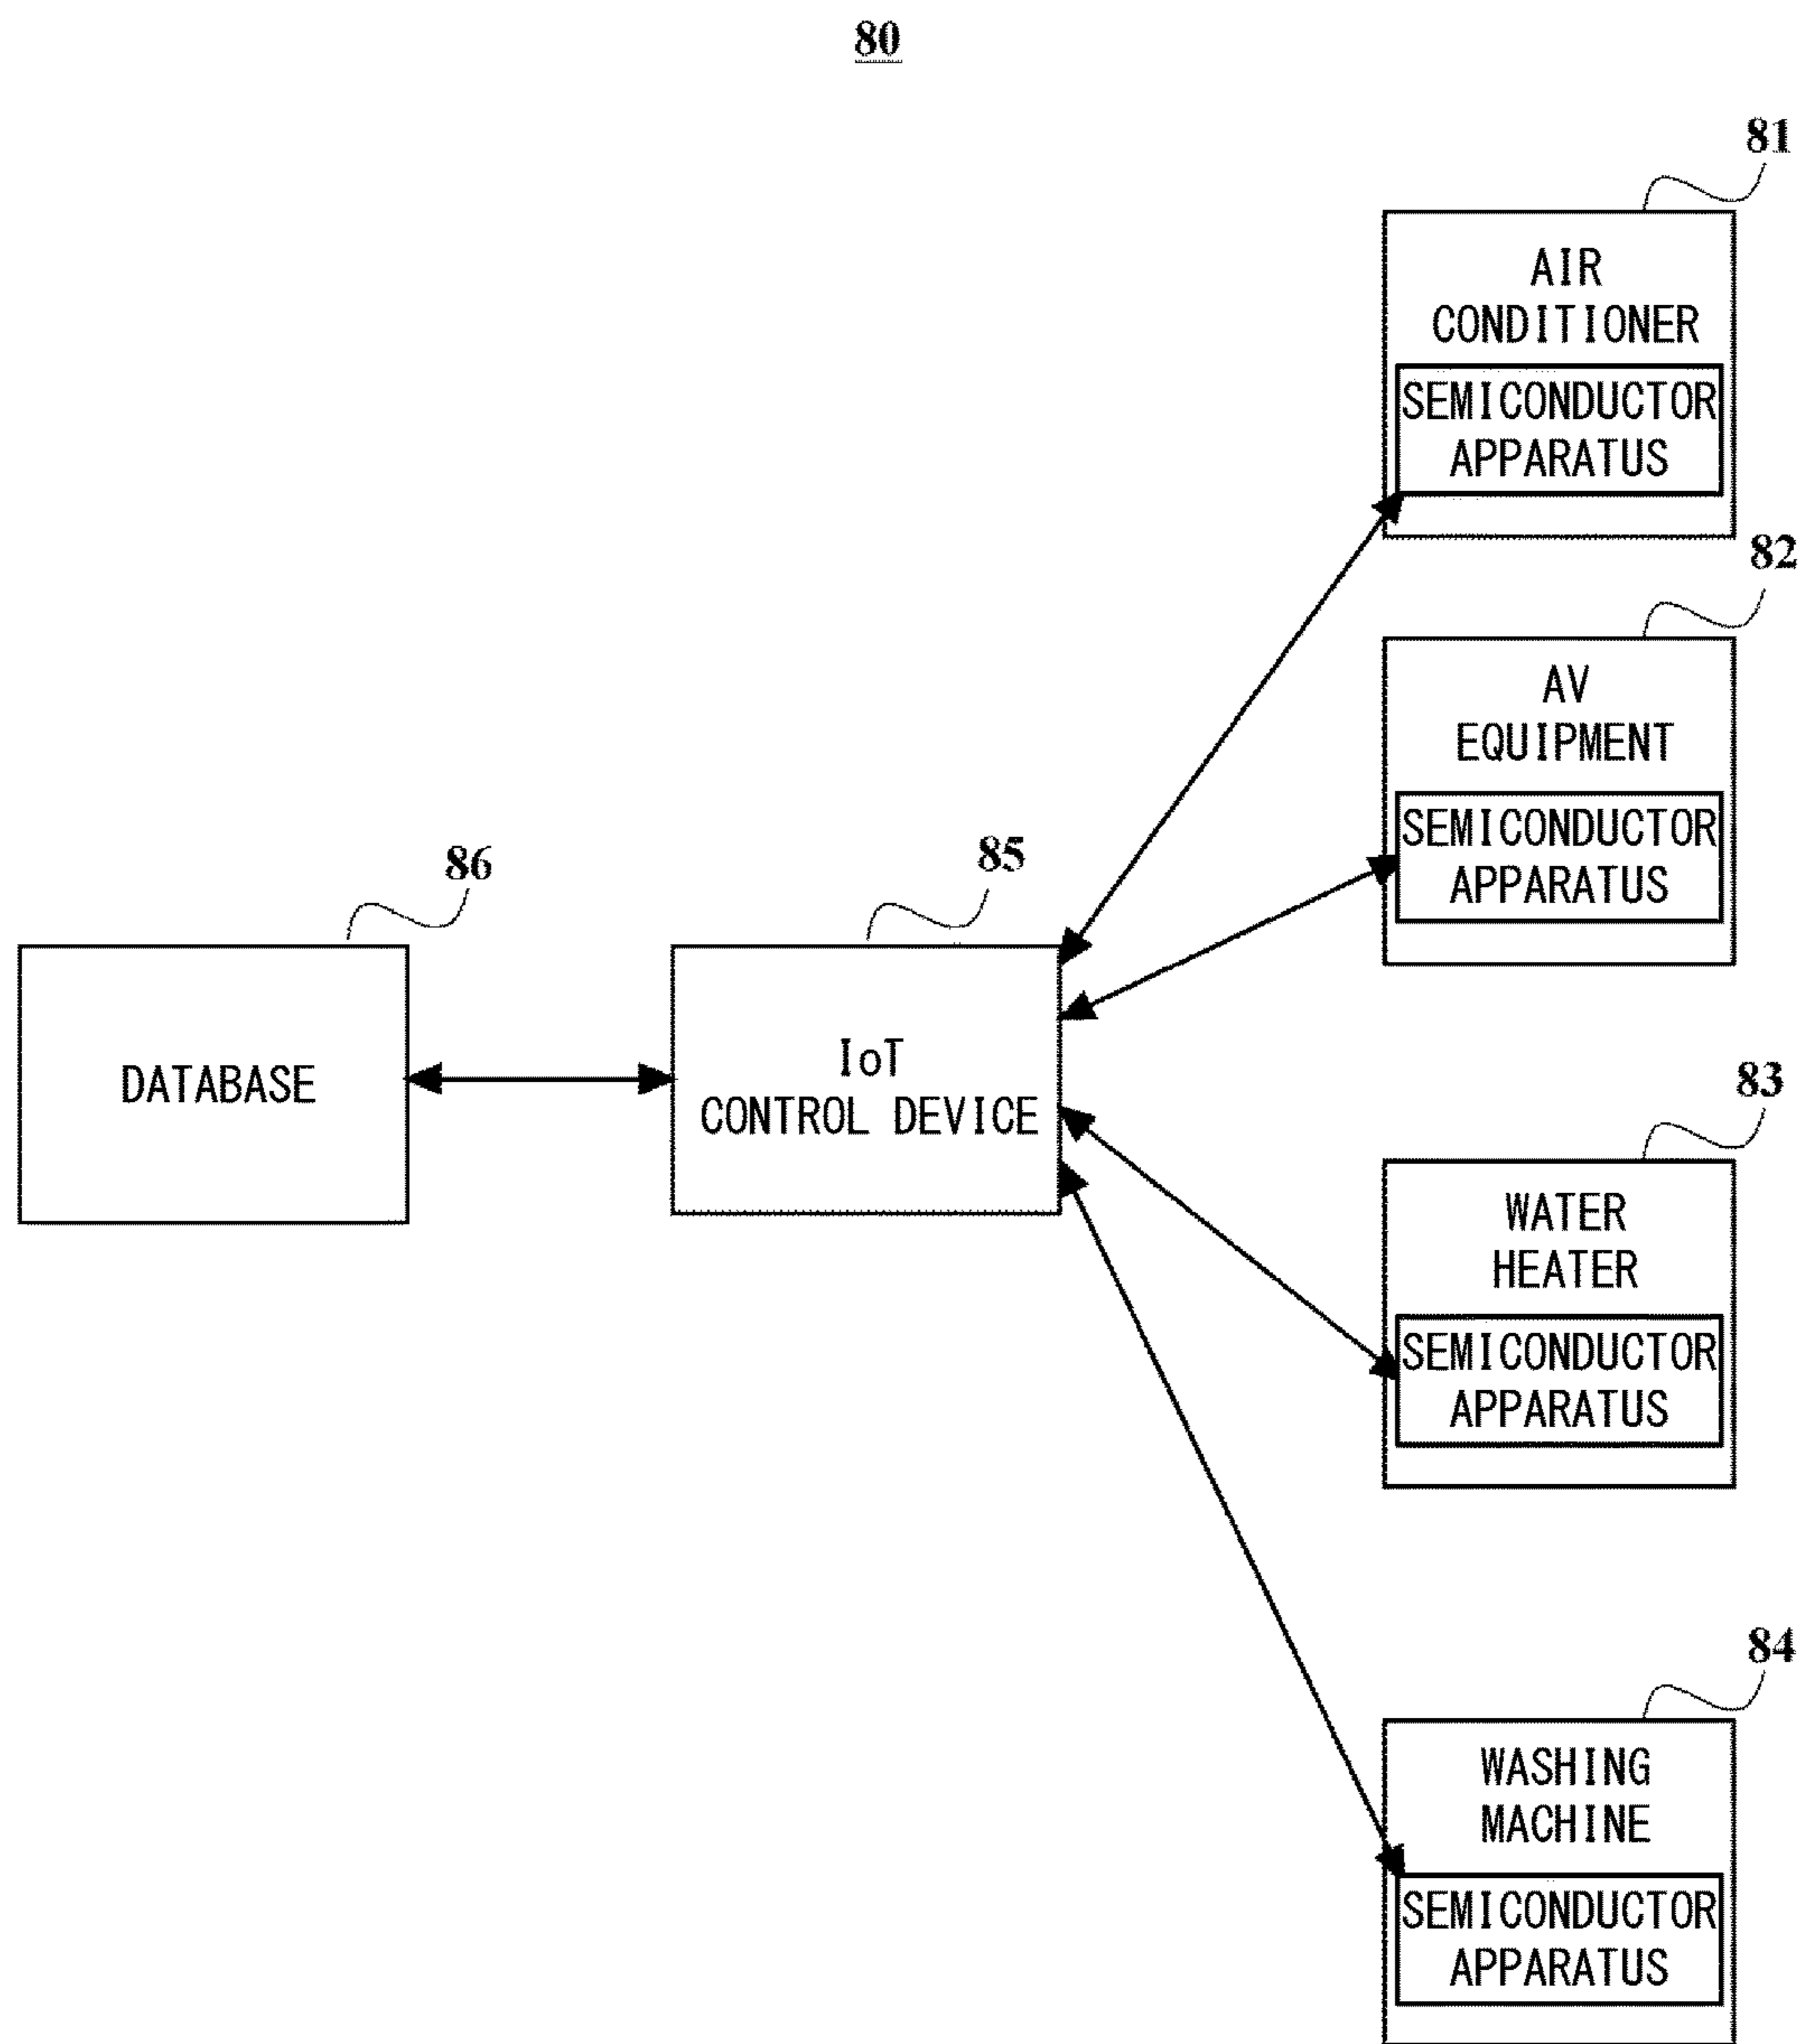 80
81
AIR
CONDITIONER
SEMICONDUCTOR
APPARATUS
82
AV
EQUIPMENT
SEMICONDUCTOR
APPARATUS
86
DATABASE
85
IoT
CONTROL DEVICE
83
WATER
HEATER
SEMICONDUCTOR
APPARATUS
84
WASHING
MACHINE
SEMICONDUCTOR
APPARATUS